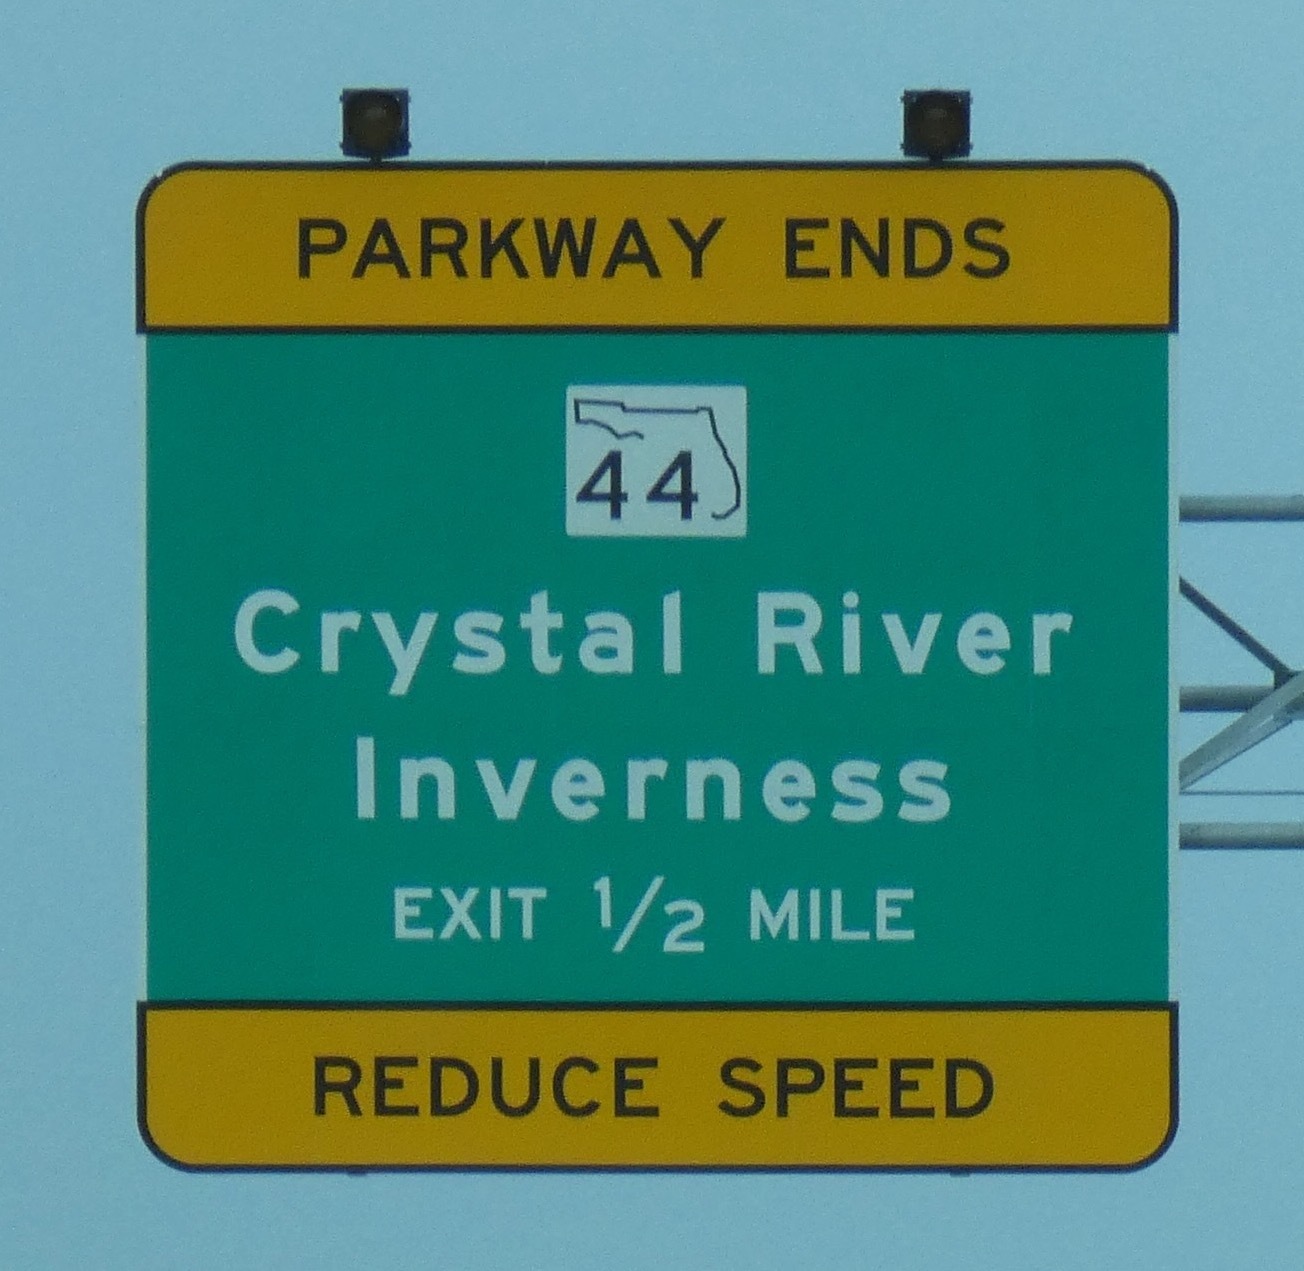 PARKWAY ENDS
44
Crystal River
Inverness
EXIT 1/2 MILE
REDUCE SPEED